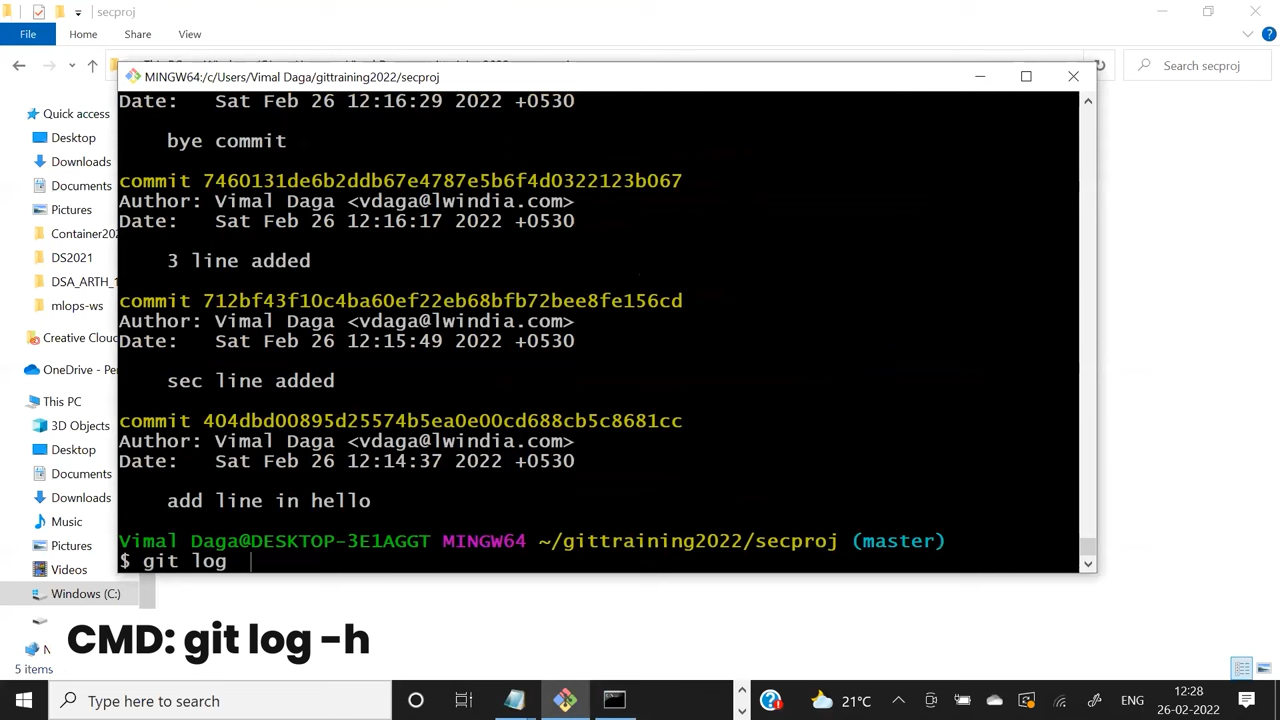 secproj
File
Home
Share
View
Search secproj
MINGW64:/c/Users/Vimal Daga/gittraining2022/secproj
Quick access
Desktop
Downloads
Documents
Pictures
Container20
DS2021
DSA_ARTH_1
mlops-ws
Creative Cloud
OneDrive - Per
This PC
3D Objects
Desktop
Documents
Downloads
Music
Pictures
Videos
Windows (C:)
N
5 items
Date:   Sat Feb 26 12:16:29 2022 +0530
bye commit
commit 7460131de6b2ddb67e4787e5b6f4d0322123b067
Author: Vimal Daga <vdaga@lwindia.com>
Date:   Sat Feb 26 12:16:17 2022 +0530
3 line added
commit 712bf43f10c4ba60ef22eb68bfb72bee8fe156cd
Author: Vimal Daga <vdaga@lwindia.com>
Date:   Sat Feb 26 12:15:49 2022 +0530
sec line added
commit 404dbd00895d25574b5ea0e00cd688cb5c8681cc
Author: Vimal Daga <vdaga@lwindia.com>
Date:   Sat Feb 26 12:14:37 2022 +0530
add line in hello
Vimal Daga@DESKTOP-3E1AGGT MINGW64 ~/gittraining2022/secproj (master)
$ git log
CMD: git log -h
Type here to search
21°C
ENG
12:28
26-02-2022